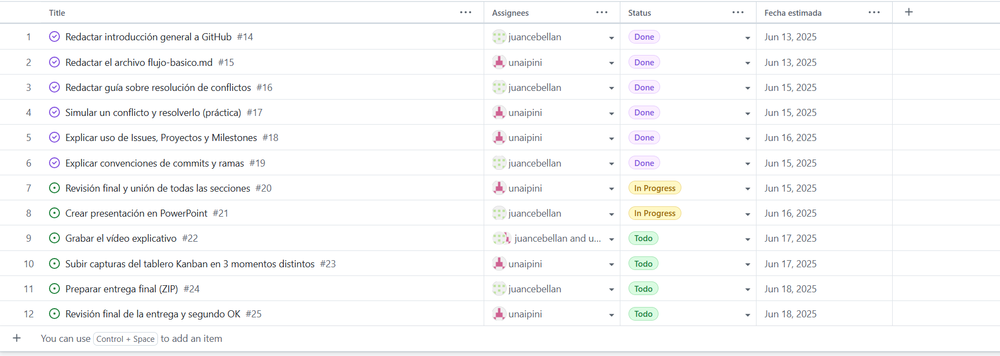 Title Assignees Status Fecha estimada
1 Redactar introducción general a GitHub #14 juancebellan Done Jun 13, 2025
2 Redactar el archivo flujo-basico.md #15 unaipini Done Jun 13, 2025
3 Redactar guía sobre resolución de conflictos #16 juancebellan Done Jun 15, 2025
4 Simular un conflicto y resolverlo (práctica) #17 unaipini Done Jun 15, 2025
5 Explicar uso de Issues, Proyectos y Milestones #18 unaipini Done Jun 16, 2025
6 Explicar convenciones de commits y ramas #19 juancebellan Done Jun 15, 2025
7 Revisión final y unión de todas las secciones #20 unaipini In Progress Jun 15, 2025
8 Crear presentación en PowerPoint #21 juancebellan In Progress Jun 16, 2025
9 Grabar el vídeo explicativo #22 juancebellan and u... Todo Jun 17, 2025
10 Subir capturas del tablero Kanban en 3 momentos distintos #23 unaipini Todo Jun 17, 2025
11 Preparar entrega final (ZIP) #24 juancebellan Todo Jun 18, 2025
12 Revisión final de la entrega y segundo OK #25 unaipini Todo Jun 18, 2025
You can use Control + Space to add an item